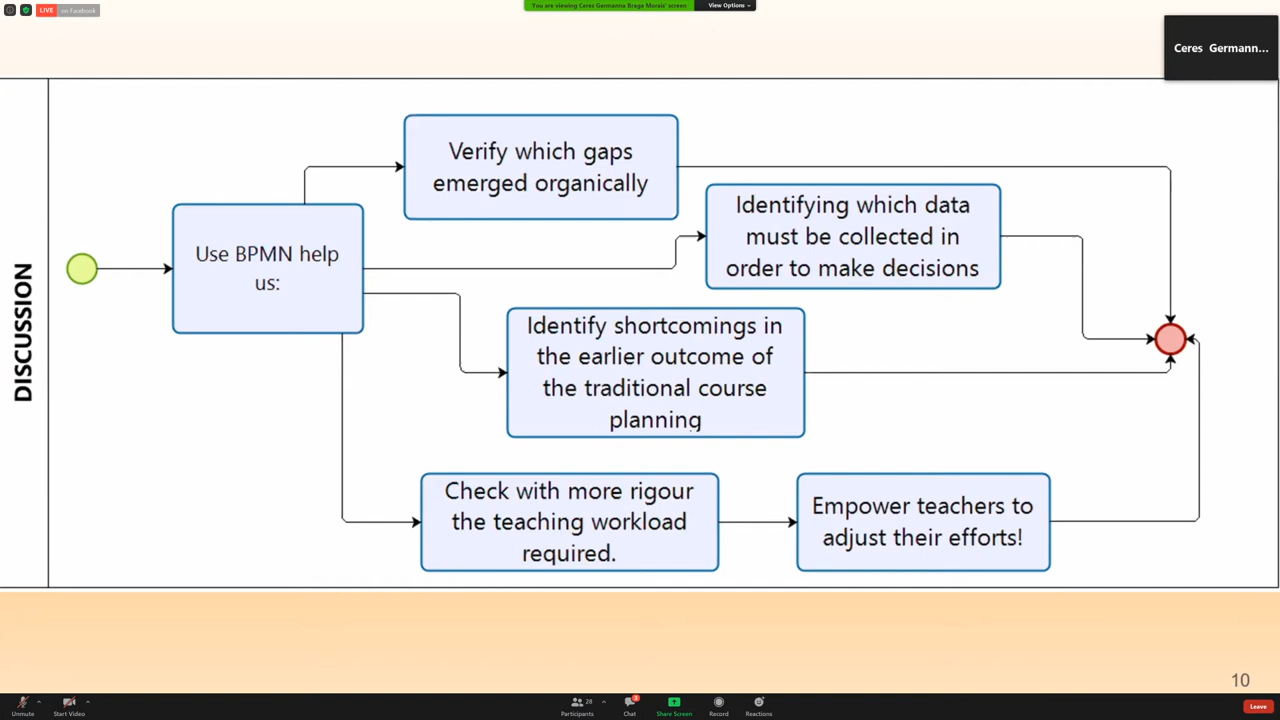 LIVE on Facebook
You are viewing Ceres Germanna Braga Morais' screen
View Options
Ceres Germann...
DISCUSSION
Use BPMN help
us:
Verify which gaps
emerged organically
Identifying which data
must be collected in
order to make decisions
Identify shortcomings in
the earlier outcome of
the traditional course
planning
Check with more rigour
the teaching workload
required.
Empower teachers to
adjust their efforts!
10
Unmute
Start Video
28
Participants
3
Chat
Share Screen
Record
Reactions
Leave